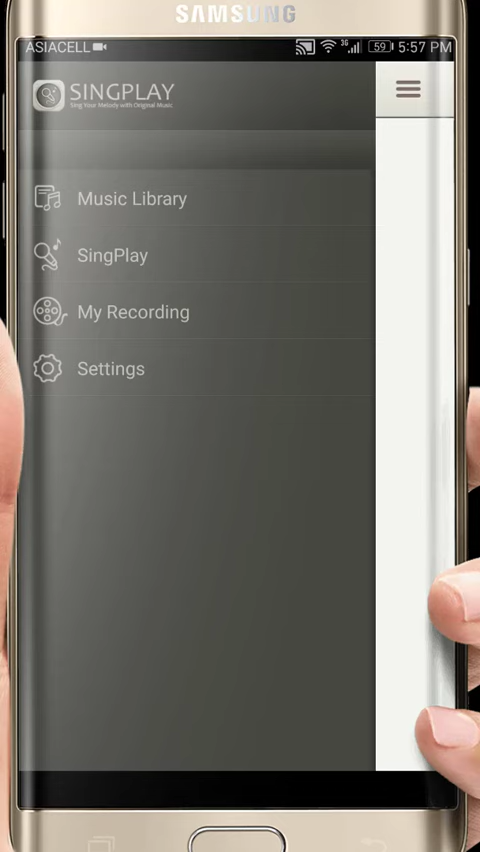 SAMSUNG
ASIACELL 3G 59 5:57 PM
SINGPLAY
Sing Your Melody with Original Music.
Music Library
SingPlay
My Recording
Settings